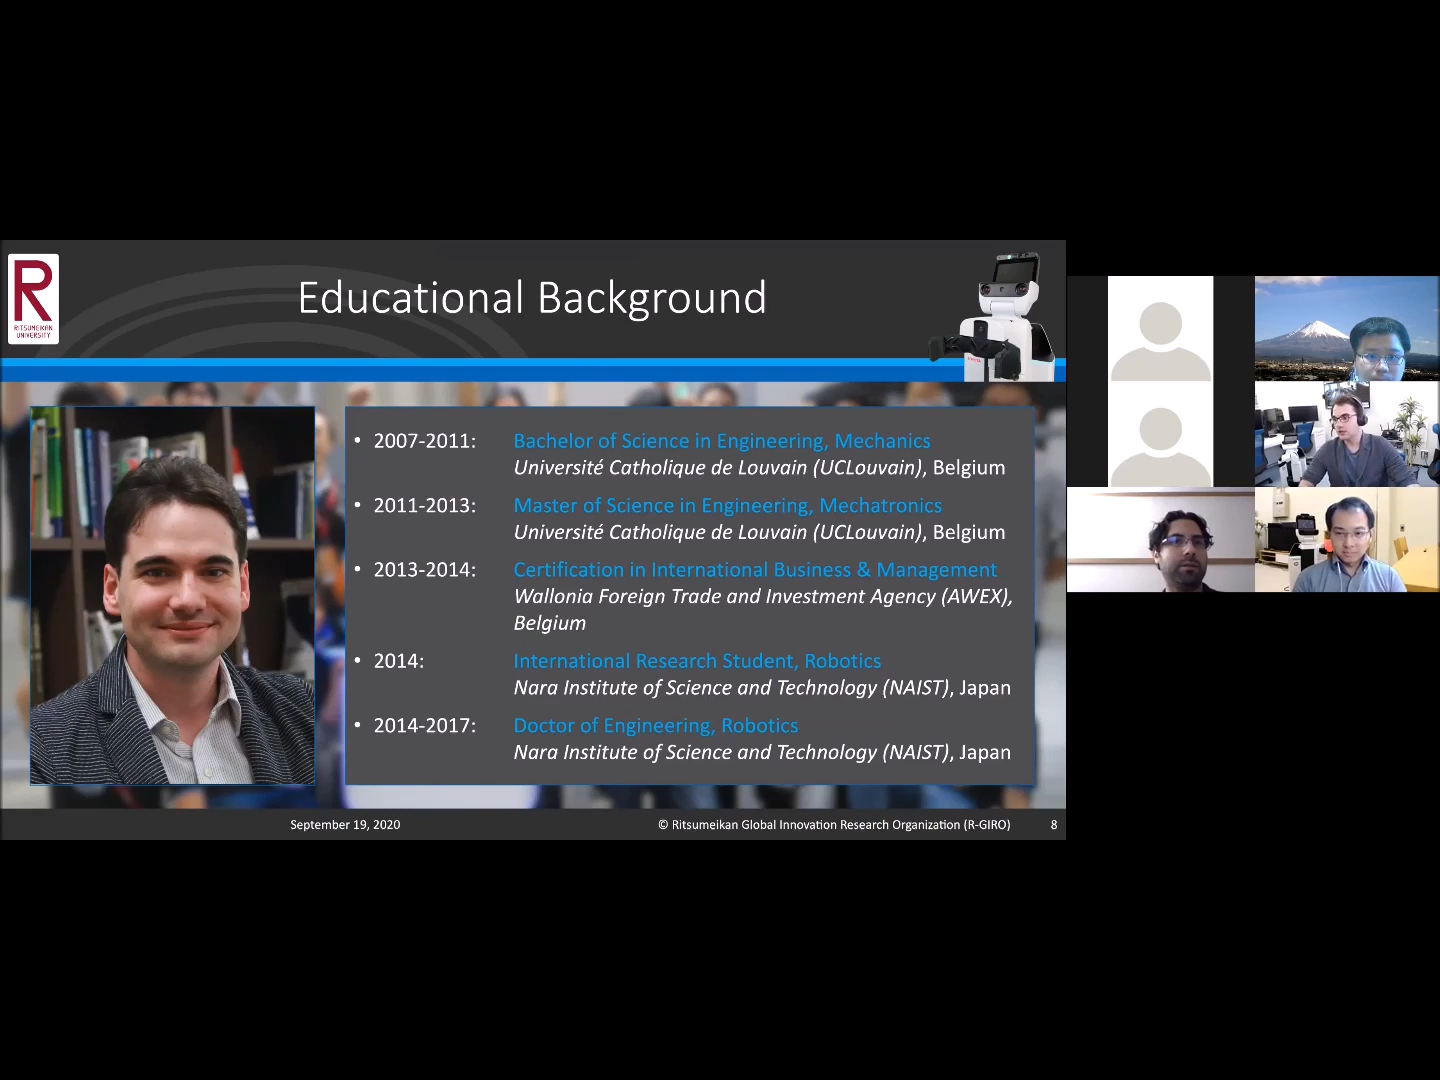 R
RITSUMEIKAN
UNIVERSITY
Educational Background
• 2007-2011: Bachelor of Science in Engineering, Mechanics
Université Catholique de Louvain (UCLouvain), Belgium
• 2011-2013: Master of Science in Engineering, Mechatronics
Université Catholique de Louvain (UCLouvain), Belgium
• 2013-2014: Certification in International Business & Management
Wallonia Foreign Trade and Investment Agency (AWEX),
Belgium
• 2014: International Research Student, Robotics
Nara Institute of Science and Technology (NAIST), Japan
• 2014-2017: Doctor of Engineering, Robotics
Nara Institute of Science and Technology (NAIST), Japan
September 19, 2020 © Ritsumeikan Global Innovation Research Organization (R-GIRO) 8